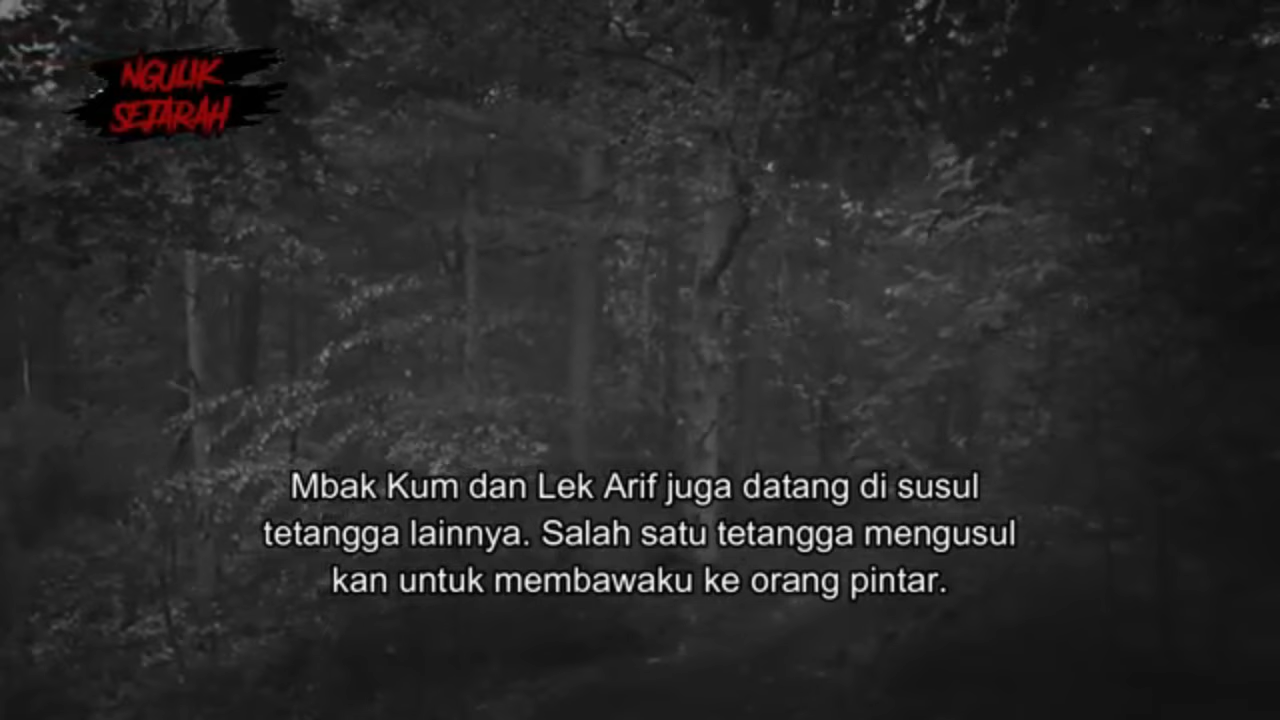 NGULIK
SEJARAH
Mbak Kum dan Lek Arif juga datang di susul
tetangga lainnya. Salah satu tetangga mengusul
kan untuk membawaku ke orang pintar.